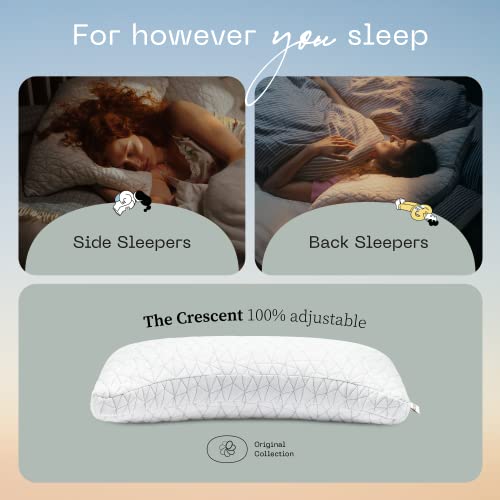 For however you sleep
Side Sleepers
Back Sleepers
The Crescent 100% adjustable
Original
Collection